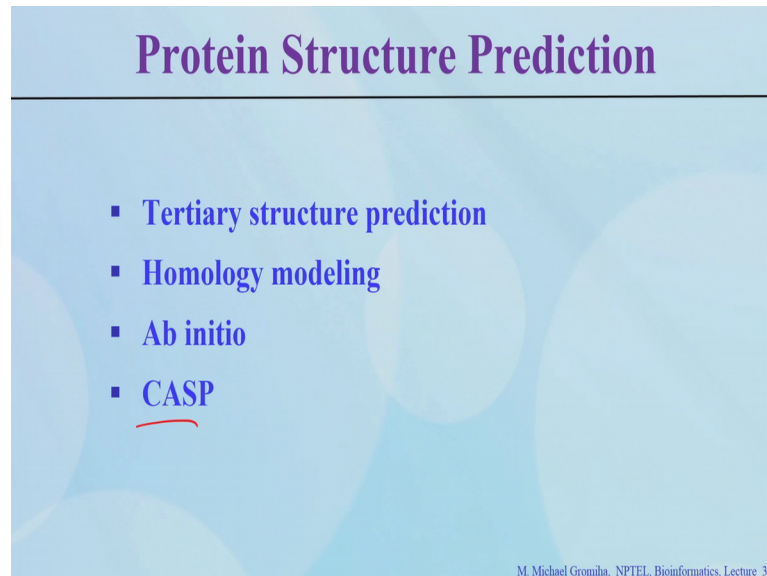 Protein Structure Prediction
Tertiary structure prediction
Homology modeling
Ab initio
CASP
M. Michael Gromiha, NPTEL, Bioinformatics, Lecture 3